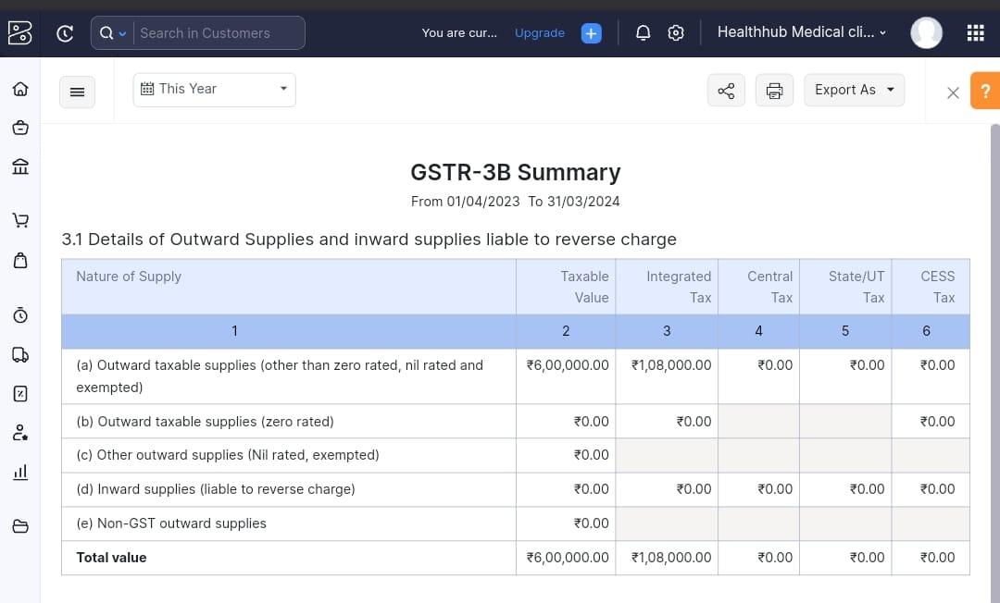 Search in Customers
You are cur... Upgrade
Healthhub Medical cli...
This Year
Export As
?
GSTR-3B Summary
From 01/04/2023 To 31/03/2024
3.1 Details of Outward Supplies and inward supplies liable to reverse charge
Nature of Supply Taxable Value Integrated Tax Central Tax State/UT Tax CESS Tax
1 2 3 4 5 6
(a) Outward taxable supplies (other than zero rated, nil rated and exempted) ₹6,00,000.00 ₹1,08,000.00 ₹0.00 ₹0.00 ₹0.00
(b) Outward taxable supplies (zero rated) ₹0.00 ₹0.00 ₹0.00
(c) Other outward supplies (Nil rated, exempted) ₹0.00
(d) Inward supplies (liable to reverse charge) ₹0.00 ₹0.00 ₹0.00 ₹0.00 ₹0.00
(e) Non-GST outward supplies ₹0.00
Total value ₹6,00,000.00 ₹1,08,000.00 ₹0.00 ₹0.00 ₹0.00